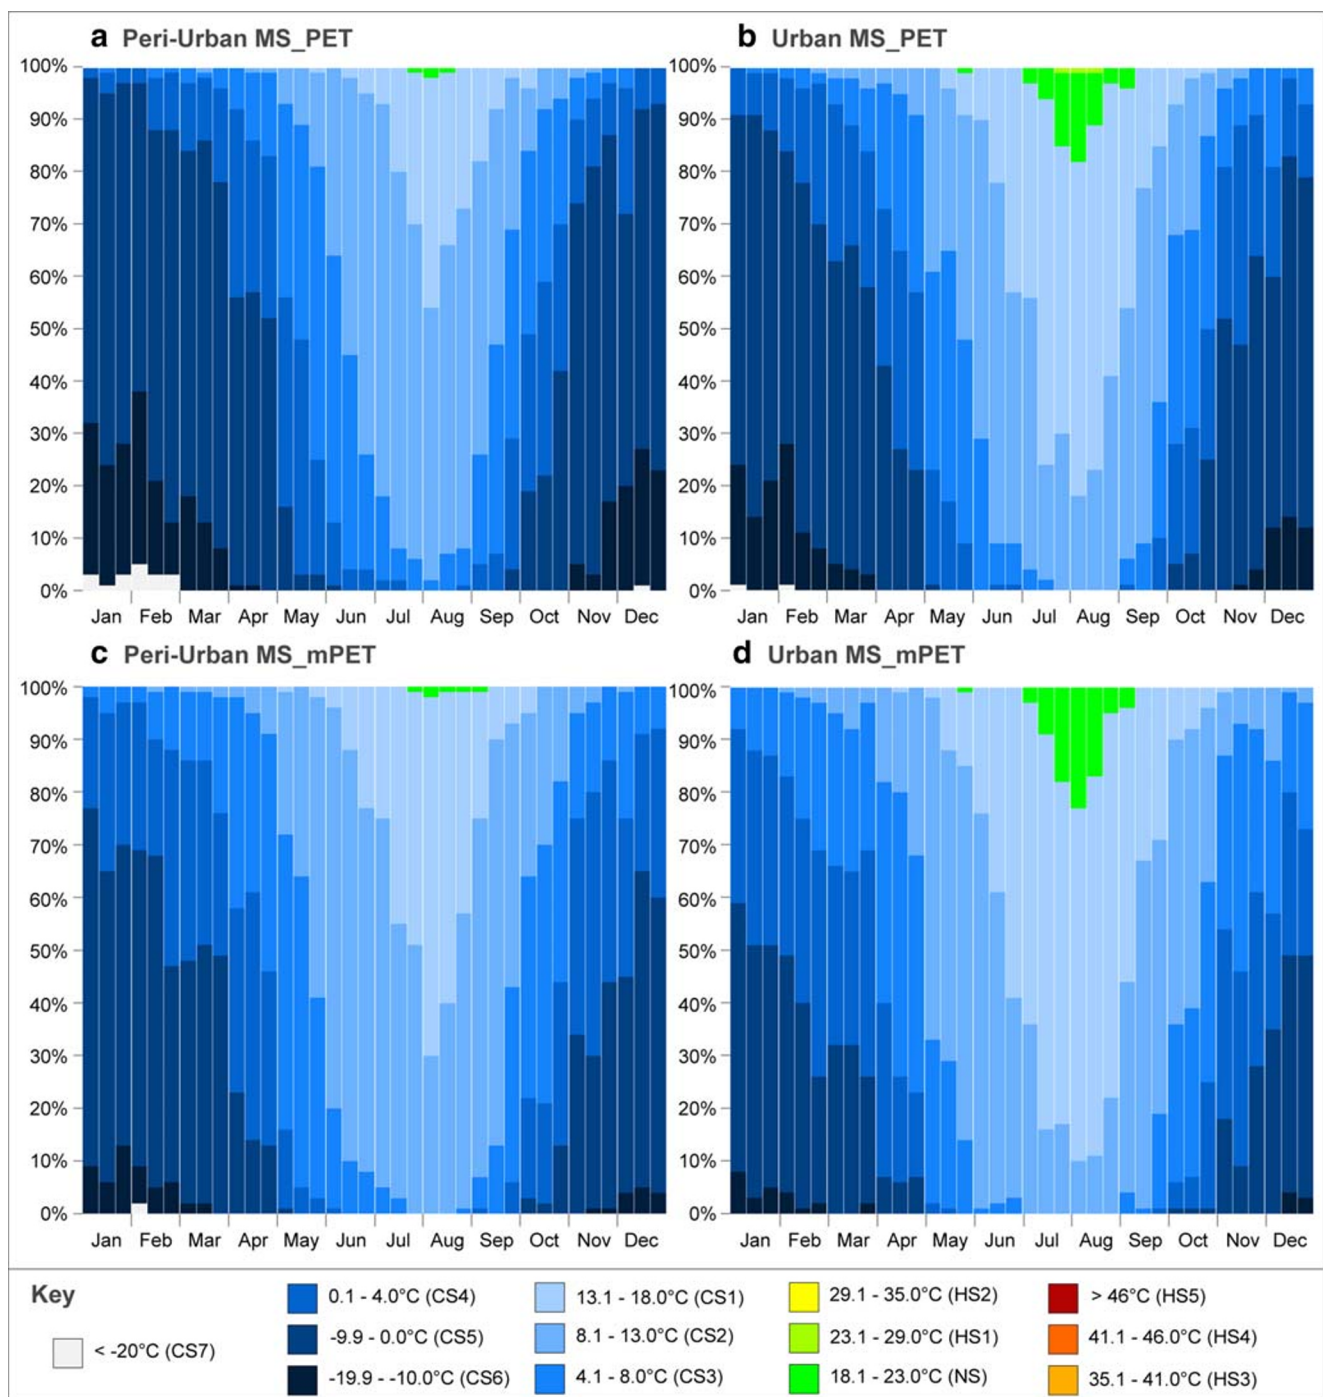 a Peri-Urban MS_PET
b Urban MS_PET
100%
90%
80%
70%
60%
50%
40%
30%
20%
10%
0%
100%
90%
80%
70%
60%
50%
40%
30%
20%
10%
0%
Jan Feb Mar Apr May Jun Jul Aug Sep Oct Nov Dec
Jan Feb Mar Apr May Jun Jul Aug Sep Oct Nov Dec
c Peri-Urban MS_mPET
d Urban MS_mPET
100%
90%
80%
70%
60%
50%
40%
30%
20%
10%
0%
100%
90%
80%
70%
60%
50%
40%
30%
20%
10%
0%
Jan Feb Mar Apr May Jun Jul Aug Sep Oct Nov Dec
Jan Feb Mar Apr May Jun Jul Aug Sep Oct Nov Dec
Key
< -20°C (CS7)
0.1 - 4.0°C (CS4)
-9.9 - 0.0°C (CS5)
-19.9 - -10.0°C (CS6)
13.1 - 18.0°C (CS1)
8.1 - 13.0°C (CS2)
4.1 - 8.0°C (CS3)
29.1 - 35.0°C (HS2)
23.1 - 29.0°C (HS1)
18.1 - 23.0°C (NS)
> 46°C (HS5)
41.1 - 46.0°C (HS4)
35.1 - 41.0°C (HS3)